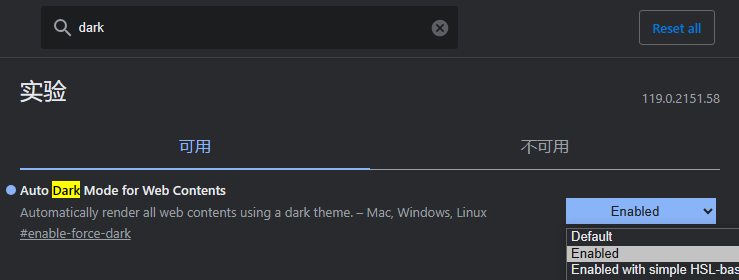 dark
Reset all
实验
119.0.2151.58
可用
不可用
Auto Dark Mode for Web Contents
Automatically render all web contents using a dark theme. – Mac, Windows, Linux
Enabled
#enable-force-dark
Default
Enabled
Enabled with simple HSL-bas